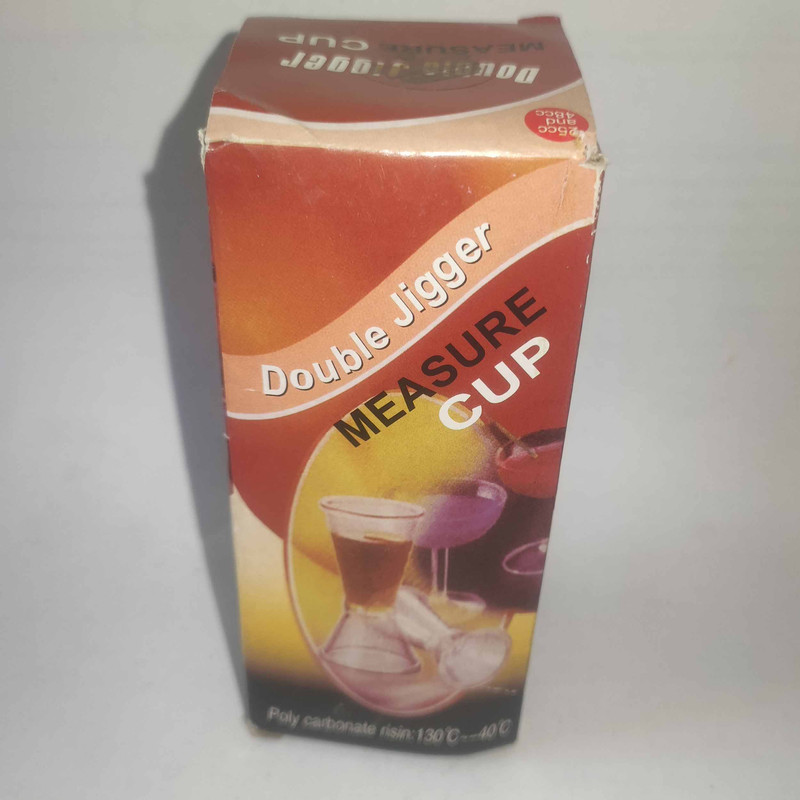 Double Jigger
MEASURE
CUP
25cc
and
48cc
Double Jigger
MEASURE
CUP
Poly carbonate risin:130℃---40℃